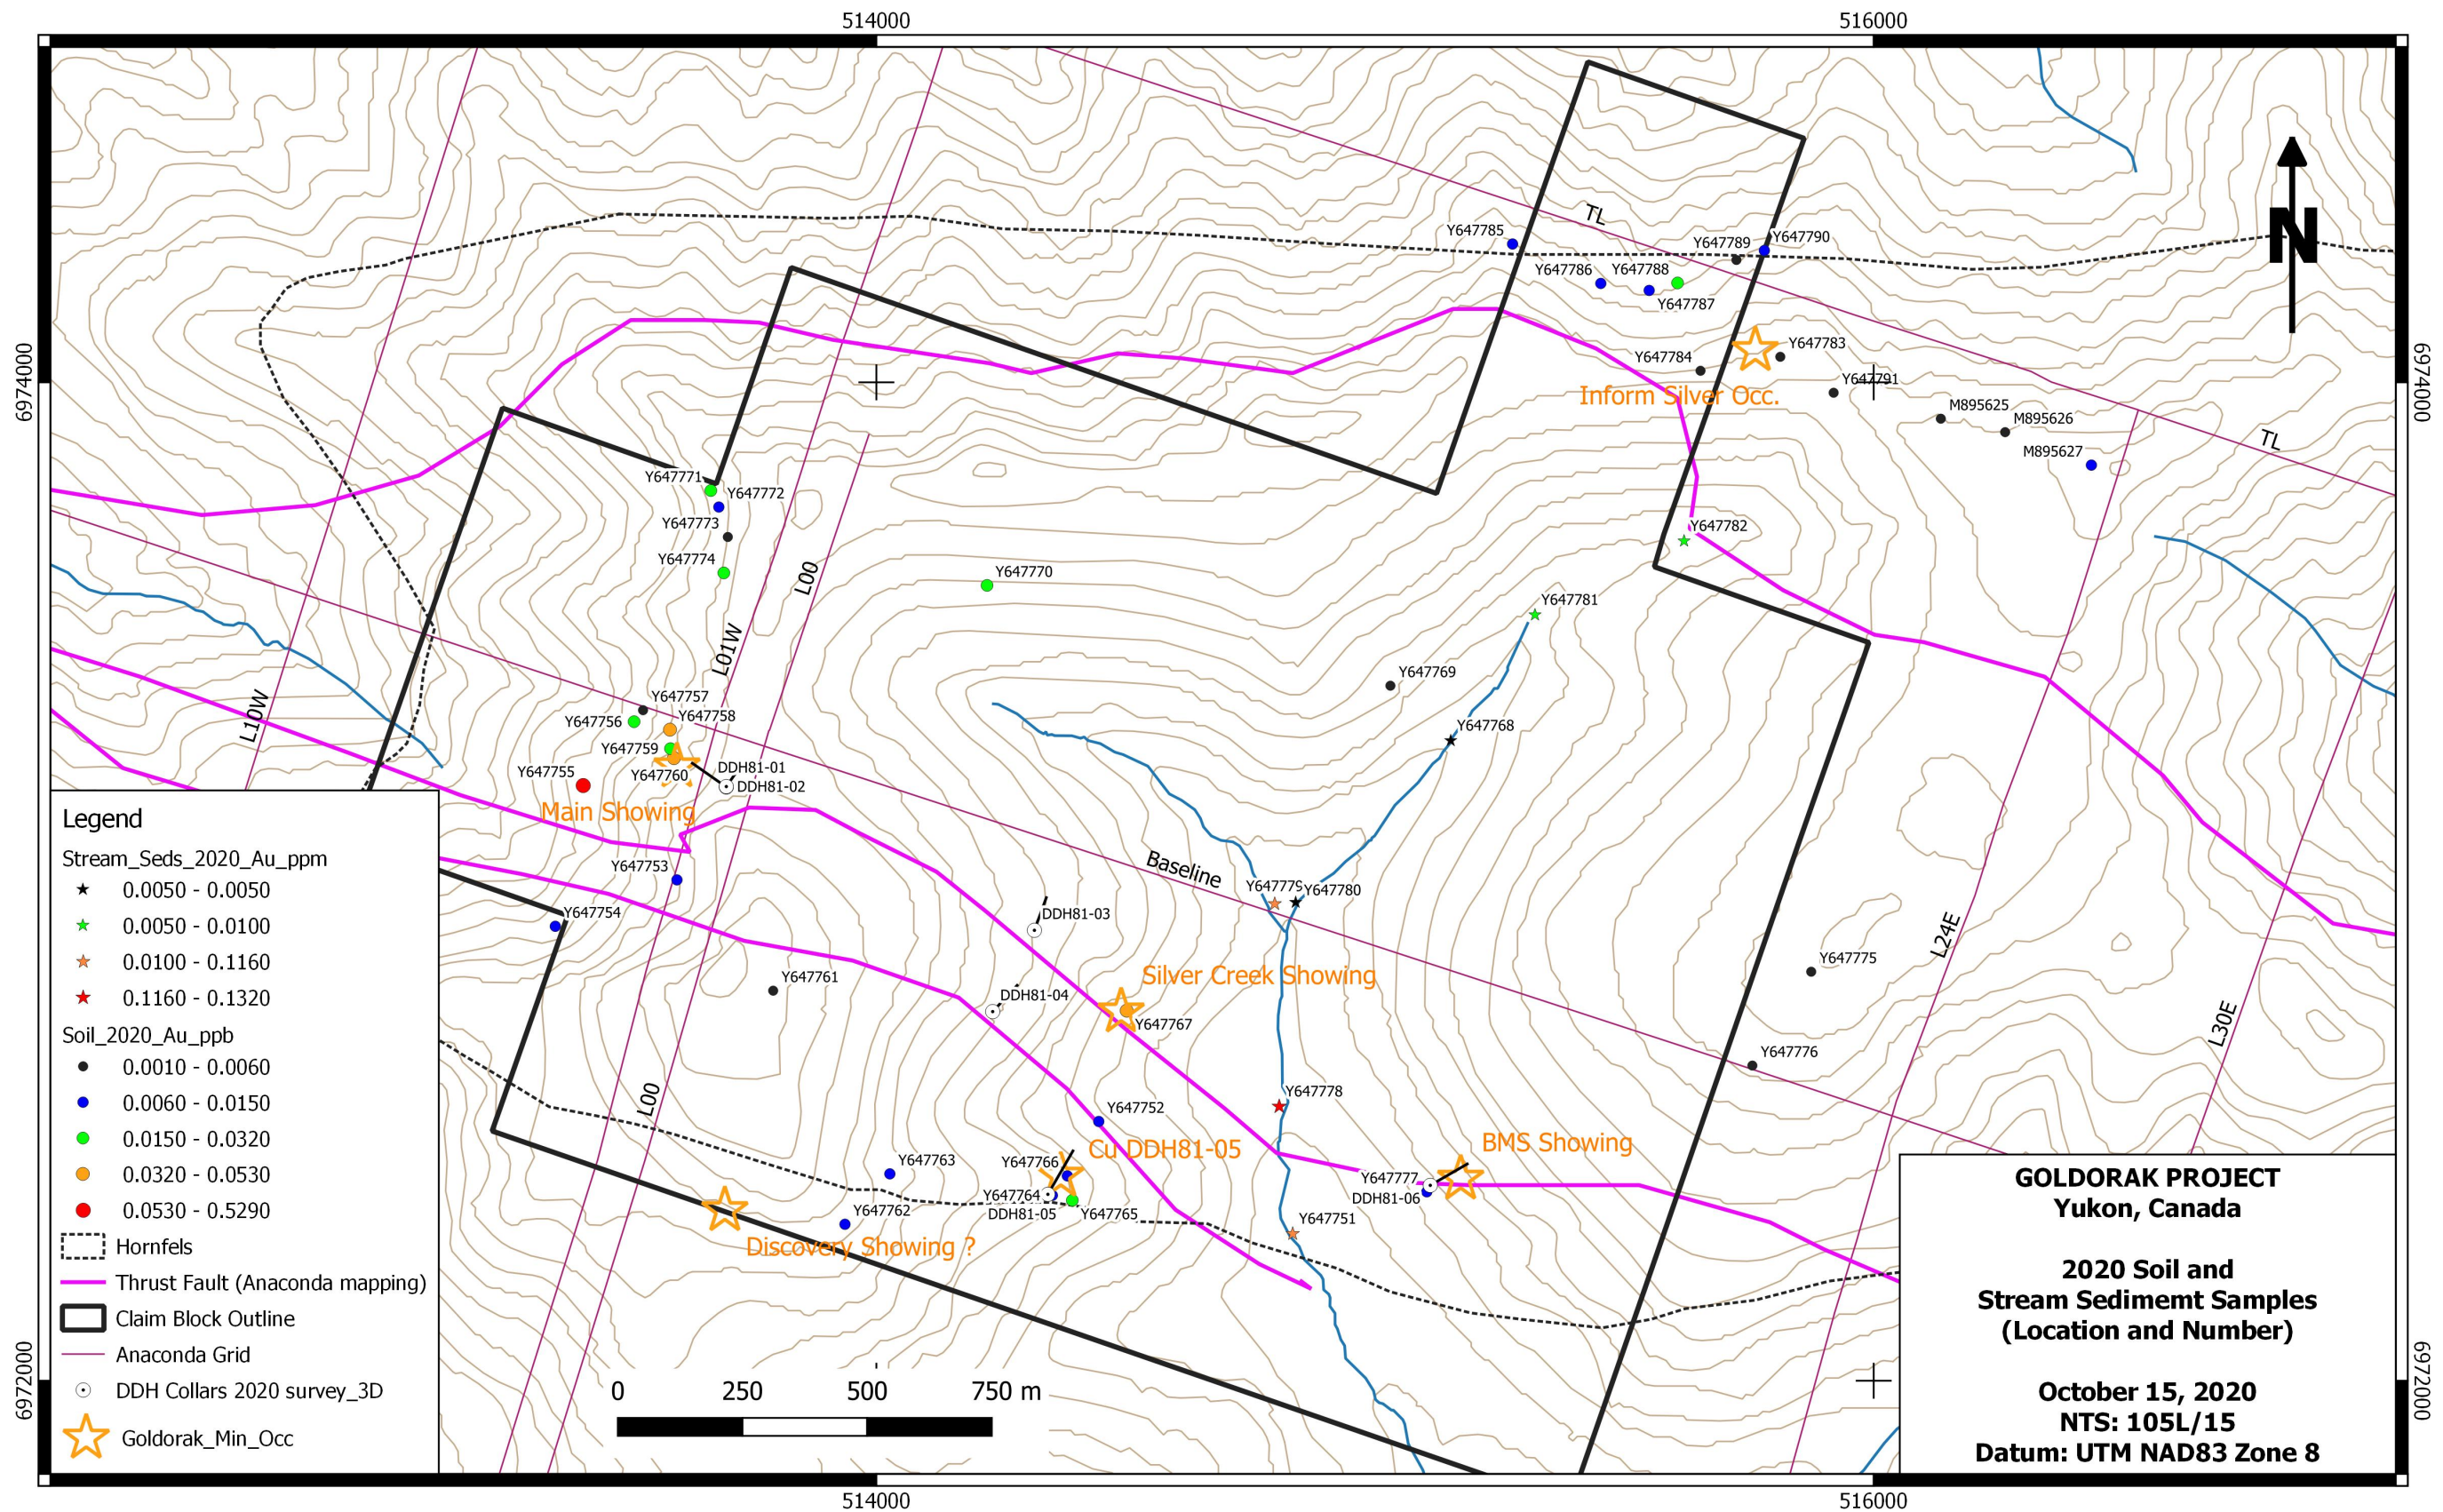 514000
516000
6974000
6974000
TL
Y647785
Y647789
Y647790
Y647786
Y647788
Y647787
Y647784
Y647783
Inform Silver Occ.
Y647791
M895625
M895626
M895627
TL
Y647771
Y647772
Y647773
Y647774
Y647782
Y647770
L00
Y647781
L01W
Y647769
L10W
Y647757
Y647756
Y647758
Y647759
Y647768
Y647755
Y647760
DDH81-01
DDH81-02
Main Showing
Y647753
Baseline
Y647779
Y647780
Y647754
DDH81-03
L24E
Y647775
Y647761
Silver Creek Showing
DDH81-04
Y647767
L30E
Y647776
L00
Y647778
Y647752
Cu DDH81-05
BMS Showing
Y647763
Y647766
Y647777
Y647764
DDH81-06
DDH81-05
Y647765
Y647762
Y647751
Discovery Showing ?
Legend
Stream_Seds_2020_Au_ppm
0.0050 - 0.0050
0.0050 - 0.0100
0.0100 - 0.1160
0.1160 - 0.1320
Soil_2020_Au_ppb
0.0010 - 0.0060
0.0060 - 0.0150
0.0150 - 0.0320
0.0320 - 0.0530
0.0530 - 0.5290
Hornfels
Thrust Fault (Anaconda mapping)
Claim Block Outline
Anaconda Grid
DDH Collars 2020 survey_3D
Goldorak_Min_Occ
0 250 500 750 m
N
GOLDORAK PROJECT
Yukon, Canada
2020 Soil and
Stream Sedimemt Samples
(Location and Number)
October 15, 2020
NTS: 105L/15
Datum: UTM NAD83 Zone 8
6972000
6972000
514000
516000